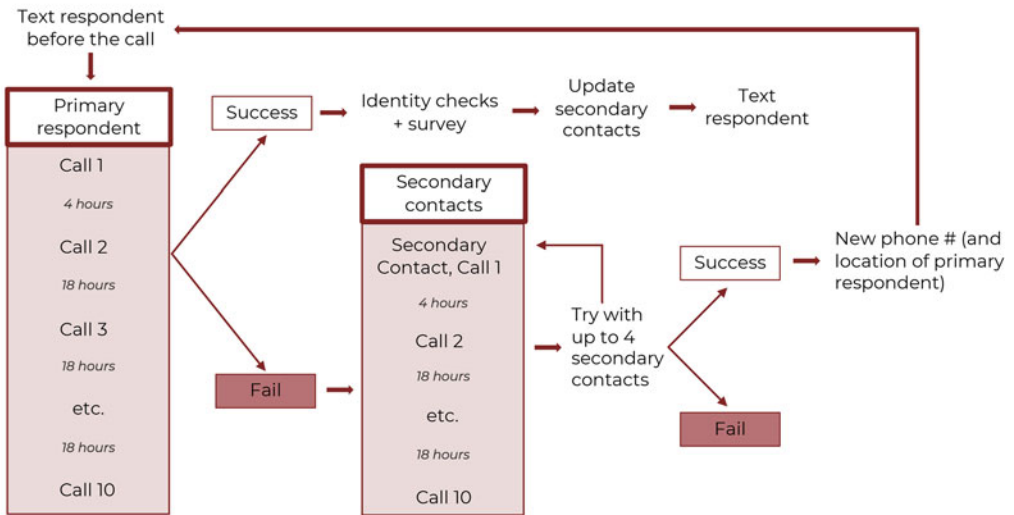 Text respondent
before the call
Primary
respondent
Call 1
4 hours
Call 2
18 hours
Call 3
18 hours
etc.
18 hours
Call 10
Success
Identity checks
+ survey
Update
secondary
contacts
Text
respondent
Fail
Secondary
contacts
Secondary
Contact, Call 1
4 hours
Call 2
18 hours
etc.
18 hours
Call 10
Try with
up to 4
secondary
contacts
Success
New phone # (and
location of primary
respondent)
Fail